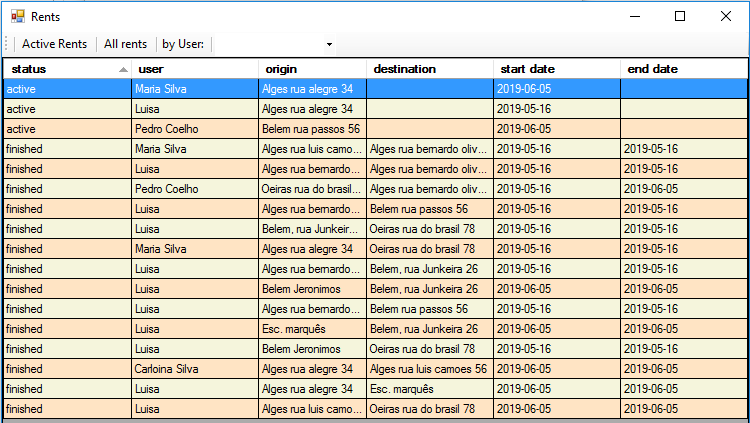 Rents
Active Rents All rents by User:
status user origin destination start date end date
active Maria Silva Alges rua alegre 34 2019-06-05
active Luisa Alges rua alegre 34 2019-05-16
active Pedro Coelho Belem rua passos 56 2019-06-05
finished Maria Silva Alges rua luis camo... Alges rua bernardo oliv... 2019-05-16 2019-05-16
finished Luisa Alges rua bernardo... Alges rua bernardo oliv... 2019-05-16 2019-05-16
finished Pedro Coelho Oeiras rua do brasil... Alges rua bernardo oliv... 2019-05-16 2019-06-05
finished Luisa Alges rua bernardo... Belem rua passos 56 2019-05-16 2019-05-16
finished Luisa Belem, rua Junkeir... Oeiras rua do brasil 78 2019-05-16 2019-05-16
finished Maria Silva Alges rua alegre 34 Oeiras rua do brasil 78 2019-05-16 2019-06-05
finished Luisa Alges rua bernardo... Belem, rua Junkeira 26 2019-05-16 2019-05-16
finished Luisa Belem Jeronimos Belem, rua Junkeira 26 2019-06-05 2019-06-05
finished Luisa Alges rua bernardo... Belem rua passos 56 2019-05-16 2019-05-16
finished Luisa Esc. marquês Belem, rua Junkeira 26 2019-06-05 2019-06-05
finished Luisa Belem Jeronimos Oeiras rua do brasil 78 2019-05-16 2019-05-16
finished Carloina Silva Alges rua alegre 34 Alges rua luis camoes 56 2019-06-05 2019-06-05
finished Luisa Alges rua alegre 34 Esc. marquês 2019-06-05 2019-06-05
finished Luisa Alges rua luis camo... Oeiras rua do brasil 78 2019-06-05 2019-06-05